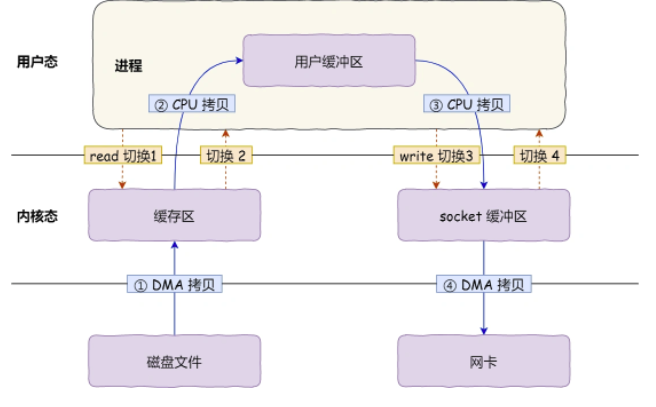 用户态
进程
用户缓冲区
② CPU 拷贝
③ CPU 拷贝
read 切换1
切换 2
write 切换3
切换 4
内核态
缓存区
socket 缓冲区
① DMA 拷贝
④ DMA 拷贝
磁盘文件
网卡